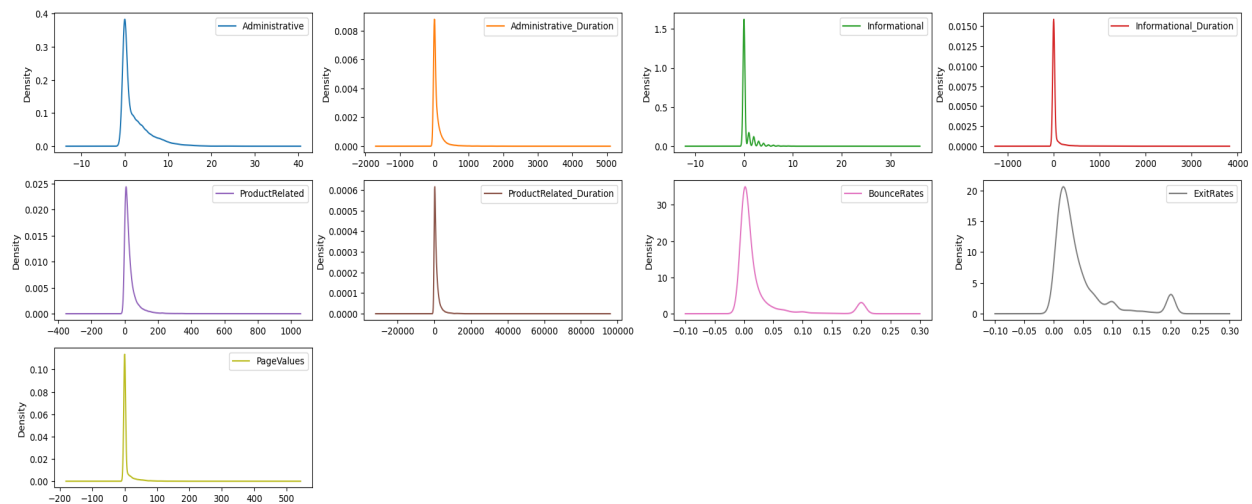 Administrative
Density
0.4
0.3
0.2
0.1
0.0
−10 0 10 20 30 40
Administrative_Duration
Density
0.008
0.006
0.004
0.002
0.000
−2000 −1000 0 1000 2000 3000 4000 5000
Informational
Density
1.5
1.0
0.5
0.0
−10 0 10 20 30
Informational_Duration
Density
0.0150
0.0125
0.0100
0.0075
0.0050
0.0025
0.0000
−1000 0 1000 2000 3000 4000
ProductRelated
Density
0.025
0.020
0.015
0.010
0.005
0.000
−400 −200 0 200 400 600 800 1000
ProductRelated_Duration
Density
0.0006
0.0005
0.0004
0.0003
0.0002
0.0001
0.0000
−20000 0 20000 40000 60000 80000 100000
BounceRates
Density
30
20
10
0
−0.10 −0.05 0.00 0.05 0.10 0.15 0.20 0.25 0.30
ExitRates
Density
20
15
10
5
0
−0.10 −0.05 0.00 0.05 0.10 0.15 0.20 0.25 0.30
PageValues
Density
0.10
0.08
0.06
0.04
0.02
0.00
−200 −100 0 100 200 300 400 500